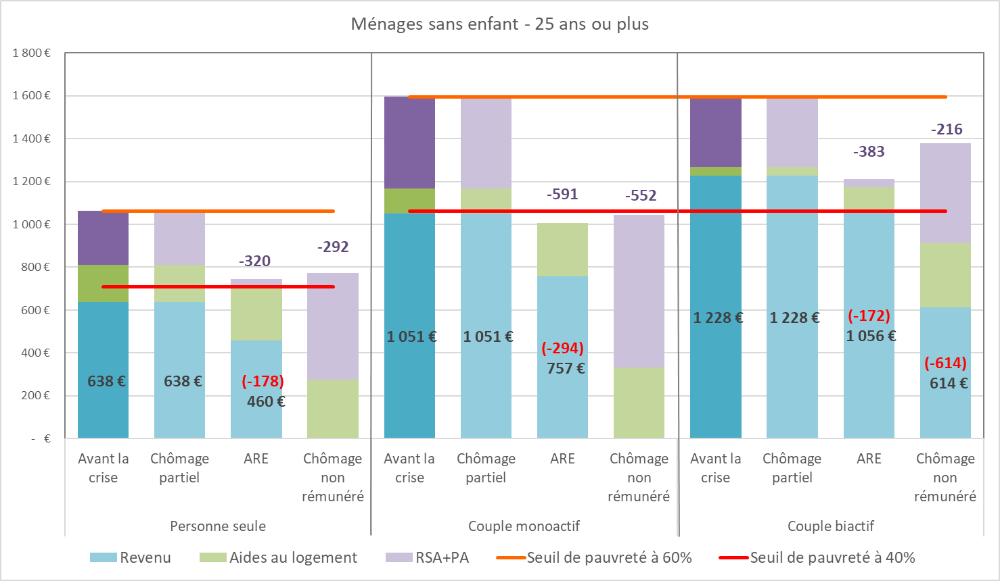 Ménages sans enfant - 25 ans ou plus
1 800 €
1 600 €
1 400 €
1 200 €
1 000 €
800 €
600 €
400 €
200 €
- €
638 €
638 €
-320
(-178)
460 €
-292
1 051 €
1 051 €
-591
(-294)
757 €
-552
1 228 €
1 228 €
-383
(-172)
1 056 €
-216
(-614)
614 €
Avant la
crise
Chômage
partiel
ARE
Chômage
non
rémunéré
Avant la
crise
Chômage
partiel
ARE
Chômage
non
rémunéré
Avant la
crise
Chômage
partiel
ARE
Chômage
non
rémunéré
Personne seule
Couple monoactif
Couple biactif
Revenu
Aides au logement
RSA+PA
Seuil de pauvreté à 60%
Seuil de pauvreté à 40%